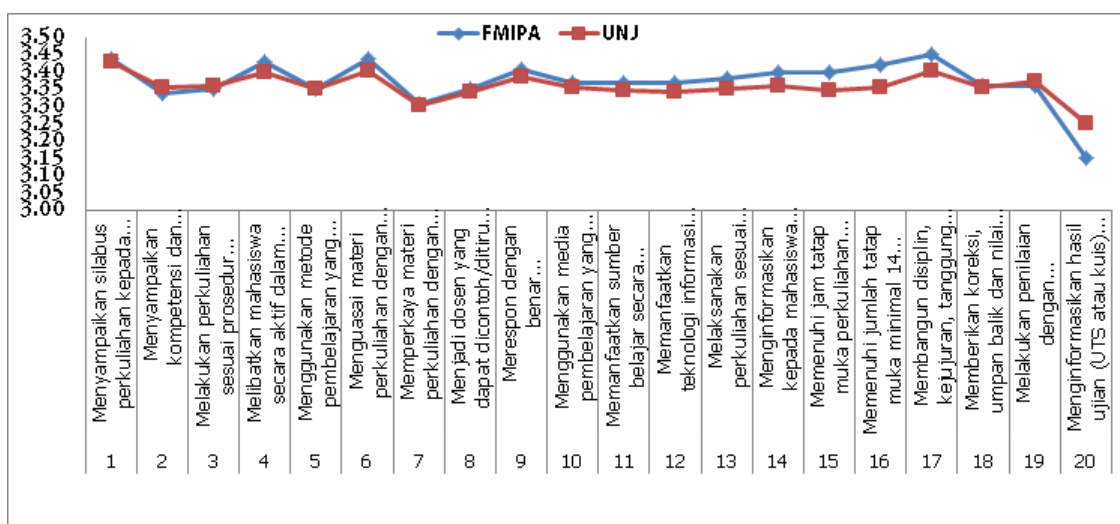 FMIPA UNJ
3.50
3.45
3.40
3.35
3.30
3.25
3.20
3.15
3.10
3.05
3.00
Menyampaikan silabus
perkuliahan kepada...
Menyampaikan
kompetensi dan...
Melakukan perkuliahan
sesuai prosedur...
Melibatkan mahasiswa
secara aktif dalam...
Menggunakan metode
pembelajaran yang...
Menguasai materi
perkuliahan dengan...
Memperkaya materi
perkuliahan dengan...
Menjadi dosen yang
dapat dicontoh/ditiru...
Merespon dengan
benar...
Menggunakan media
pembelajaran yang...
Memanfaatkan sumber
belajar secara...
Memanfaatkan
teknologi informasi...
Melaksanakan
perkuliahan sesuai...
Menginformasikan
kepada mahasiswa...
Memenuhi jam tatap
muka perkuliahan...
Memenuhi jumlah tatap
muka minimal 14...
Membangun disiplin,
kejujuran, tanggung...
Memberikan koreksi,
umpan balik dan nilai...
Melakukan penilaian
dengan...
Menginformasikan hasil
ujian (UTS atau kuis)...
1 2 3 4 5 6 7 8 9 10 11 12 13 14 15 16 17 18 19 20